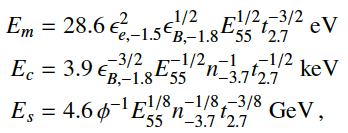 E_m = 28.6 ϵ_{e,−1.5}^{2} ϵ_{B,−1.8}^{1/2} E_{55}^{1/2} t_{2.7}^{−3/2} eV
E_c = 3.9 ϵ_{B,−1.8}^{−3/2} E_{55}^{−1/2} n_{−3.7}^{−1} t_{2.7}^{−1/2} keV
E_s = 4.6 ϕ^{−1} E_{55}^{1/8} n_{−3.7}^{−1/8} t_{2.7}^{−3/8} GeV ,